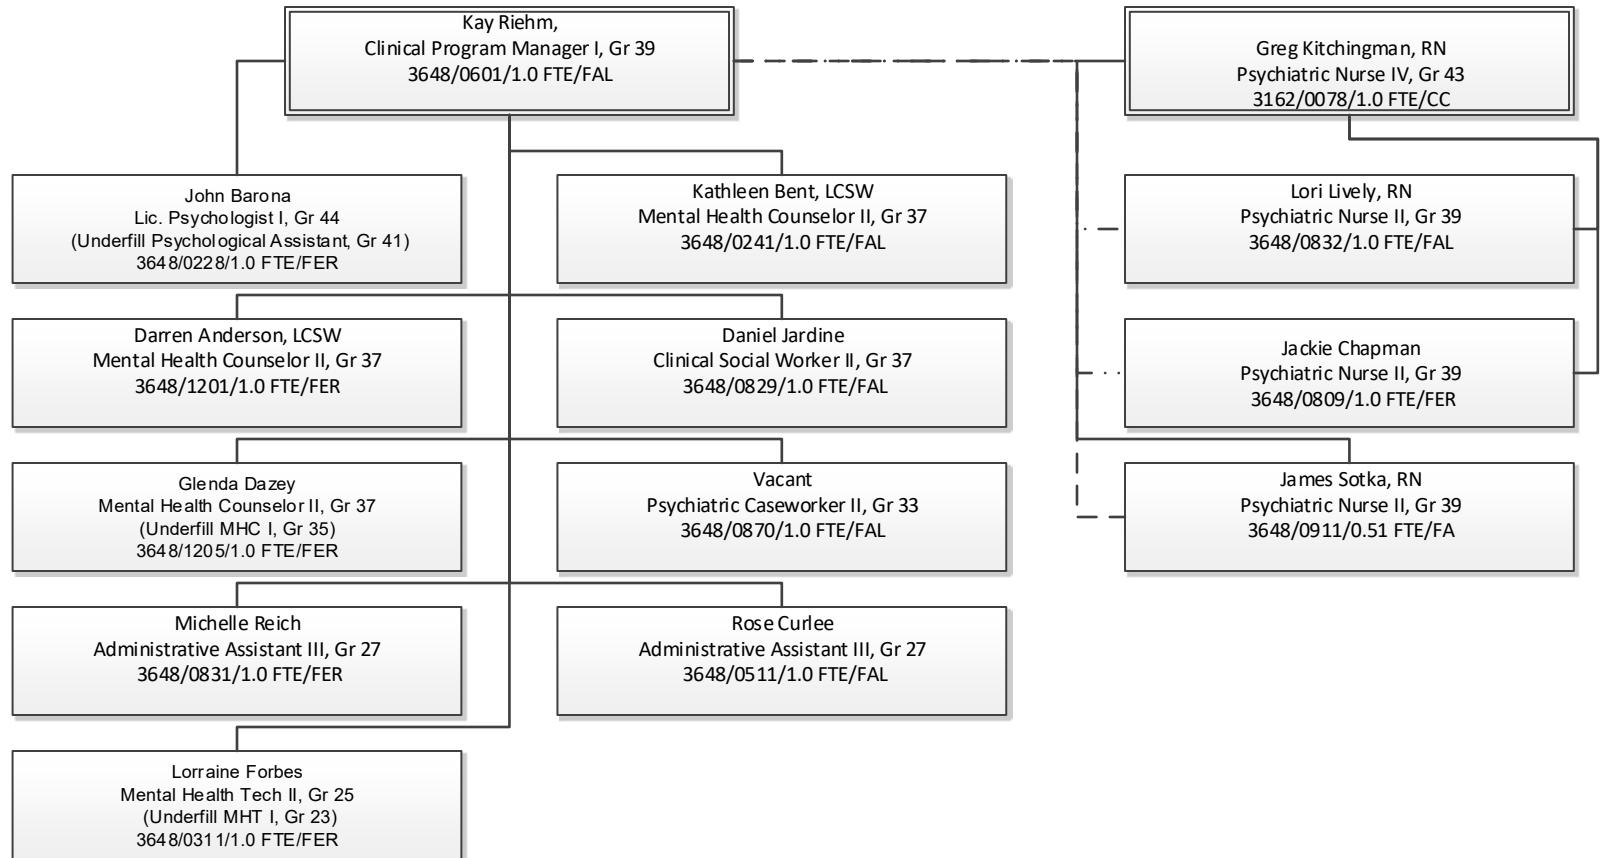 Kay Riehm,
Clinical Program Manager I, Gr 39
3648/0601/1.0 FTE/FAL
Greg Kitchingman, RN
Psychiatric Nurse IV, Gr 43
3162/0078/1.0 FTE/CC
John Barona
Lic. Psychologist I, Gr 44
(Underfill Psychological Assistant, Gr 41)
3648/0228/1.0 FTE/FER
Kathleen Bent, LCSW
Mental Health Counselor II, Gr 37
3648/0241/1.0 FTE/FAL
Lori Lively, RN
Psychiatric Nurse II, Gr 39
3648/0832/1.0 FTE/FAL
Darren Anderson, LCSW
Mental Health Counselor II, Gr 37
3648/1201/1.0 FTE/FER
Daniel Jardine
Clinical Social Worker II, Gr 37
3648/0829/1.0 FTE/FAL
Jackie Chapman
Psychiatric Nurse II, Gr 39
3648/0809/1.0 FTE/FER
Glenda Dazey
Mental Health Counselor II, Gr 37
(Underfill MHC I, Gr 35)
3648/1205/1.0 FTE/FER
Vacant
Psychiatric Caseworker II, Gr 33
3648/0870/1.0 FTE/FAL
James Sotka, RN
Psychiatric Nurse II, Gr 39
3648/0911/0.51 FTE/FA
Michelle Reich
Administrative Assistant III, Gr 27
3648/0831/1.0 FTE/FER
Rose Curlee
Administrative Assistant III, Gr 27
3648/0511/1.0 FTE/FAL
Lorraine Forbes
Mental Health Tech II, Gr 25
(Underfill MHT I, Gr 23)
3648/0311/1.0 FTE/FER